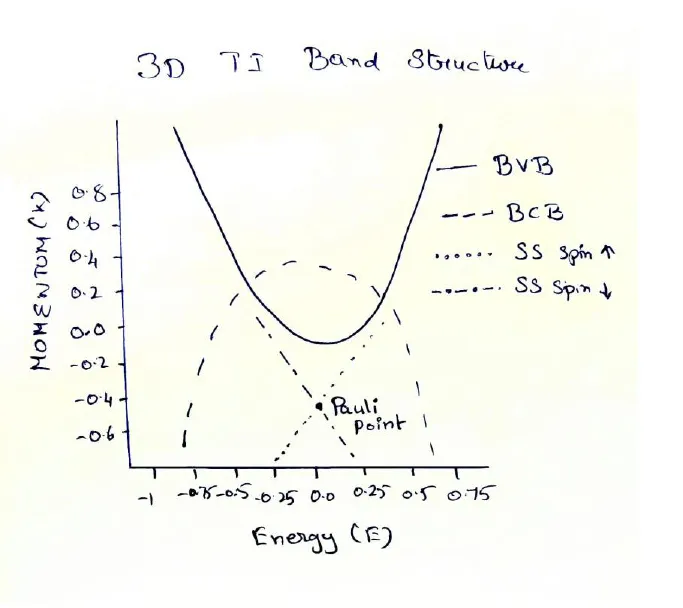 3D TI Band Structure
BVB
BCB
SS Spin ↑
SS Spin ↓
MOMENTUM (K)
0.8
0.6
0.4
0.2
0.0
-0.2
-0.4
-0.6
Pauli
Point
-1 -0.75 -0.5 -0.25 0.0 0.25 0.5 0.75
Energy (E)